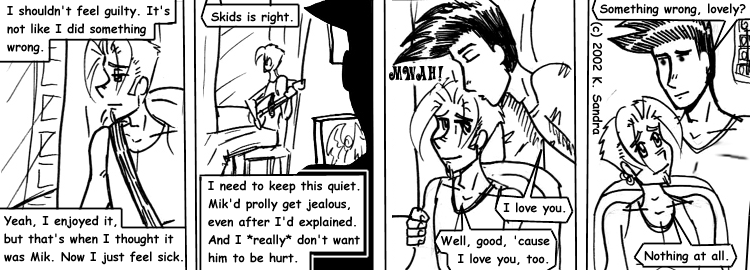 I shouldn't feel guilty. It's
not like I did something
wrong.
Yeah, I enjoyed it,
but that's when I thought it
was Mik. Now I just feel sick.
Skids is right.
I need to keep this quiet.
Mik'd prolly get jealous,
even after I'd explained.
And I *really* don't want
him to be hurt.
MWAH!
I love you.
Well, good, 'cause
I love you, too.
Something wrong, lovely?
(c) 2002 K. Sandra
Nothing at all.